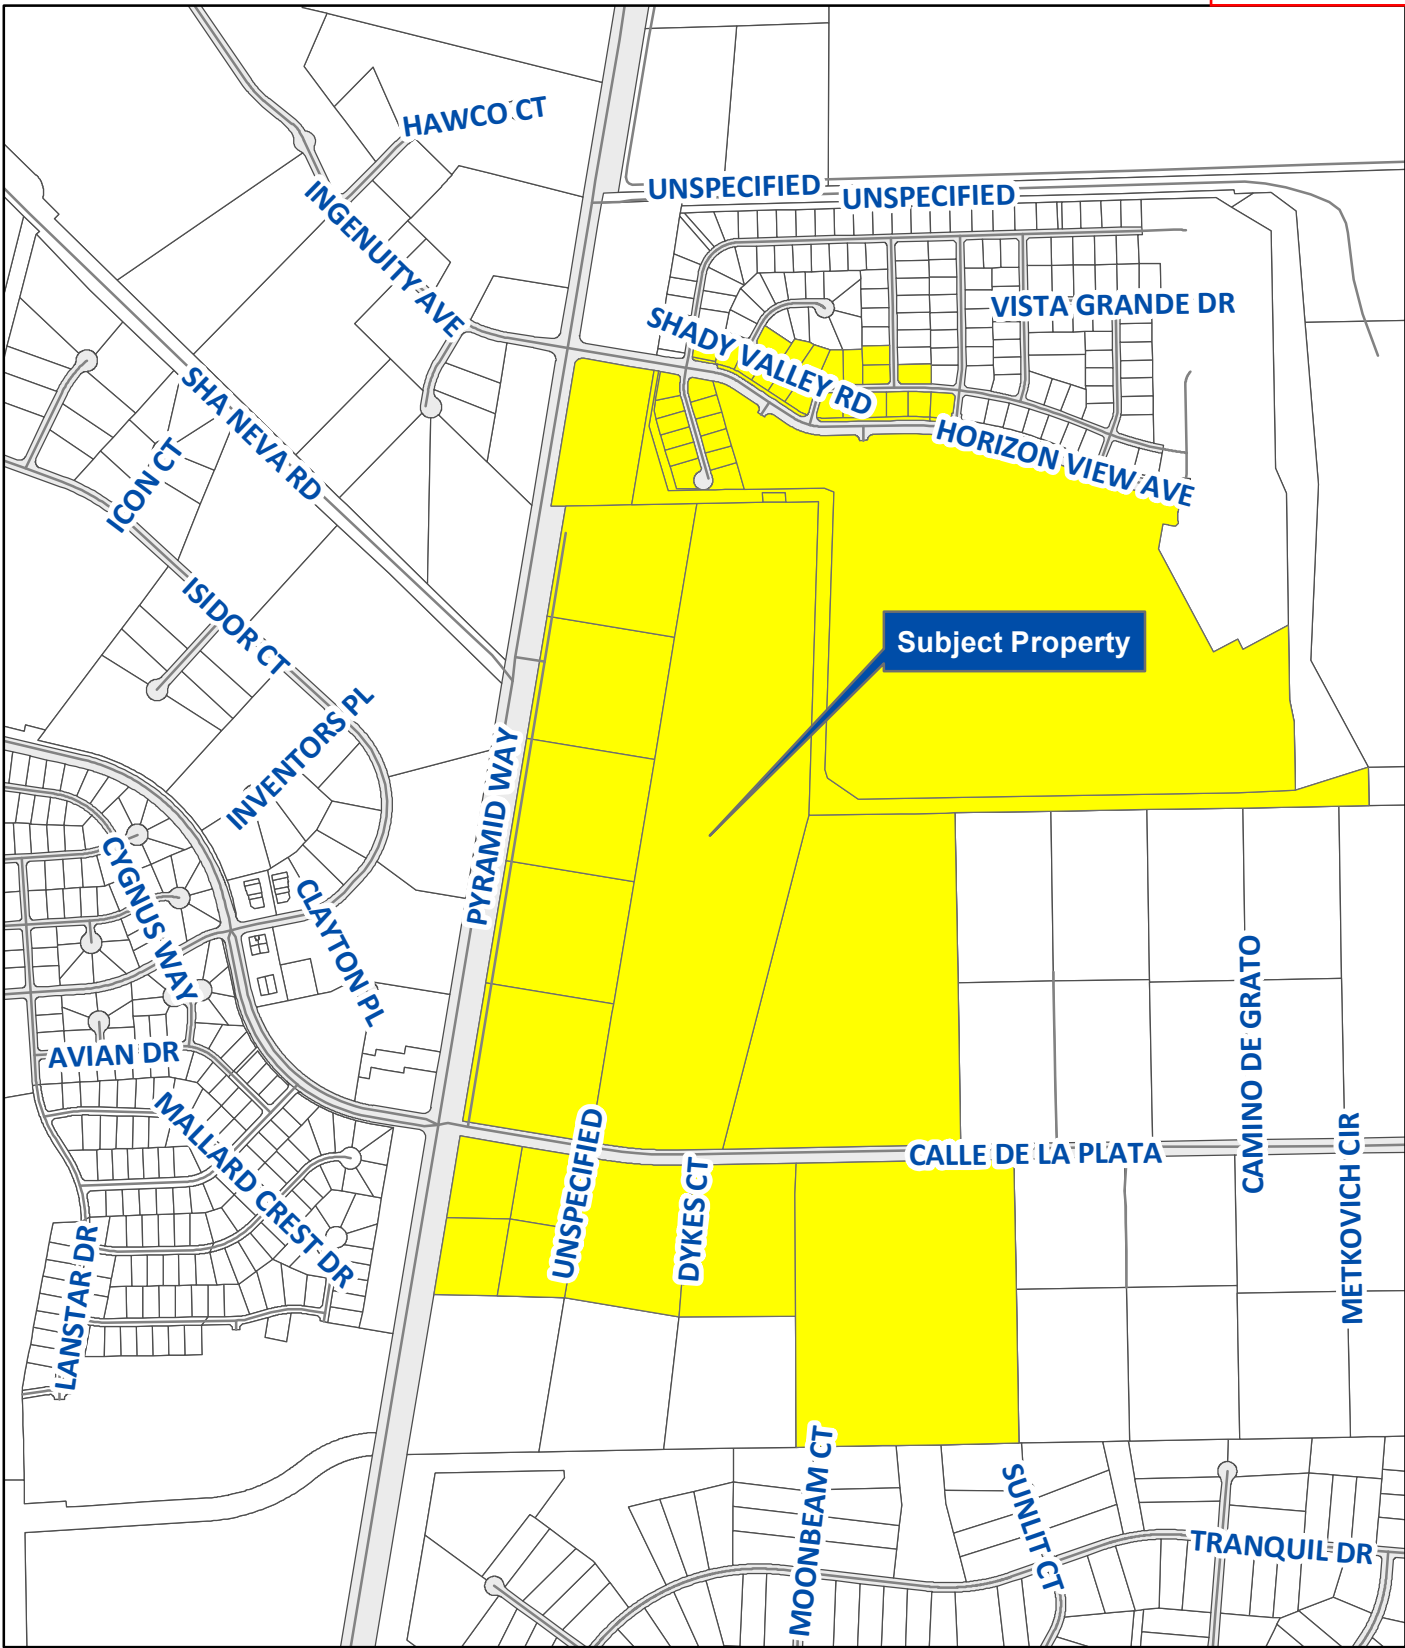 HAWCO CT
UNSPECIFIED
UNSPECIFIED
INGENUITY AVE
VISTA GRANDE DR
SHADY VALLEY RD
SHA NEVA RD
HORIZON VIEW AVE
ICON CT
ISIDOR CT
Subject Property
INVENTORS PL
PYRAMID WAY
CYGNUS WAY
CLAYTON PL
CAMINO DE GRATO
AVIAN DR
MALLARD CREST DR
UNSPECIFIED
DYKES CT
CALLE DE LA PLATA
METKOVICH CIR
LANSTAR DR
MOONBEAM CT
SUNLIT CT
TRANQUIL DR